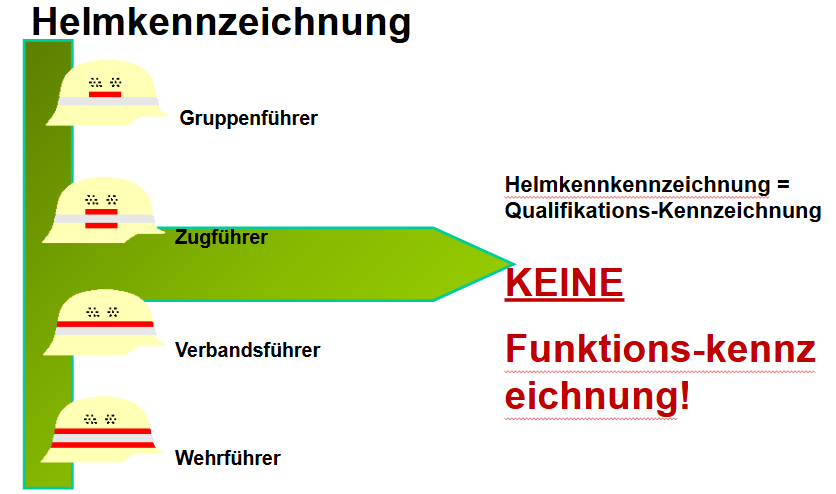 Helmkennzeichnung
Gruppenführer
Zugführer
Verbandsführer
Wehrführer
Helmkennkennzeichnung =
Qualifikations-Kennzeichnung
KEINE
Funktions-kennz
eichnung!